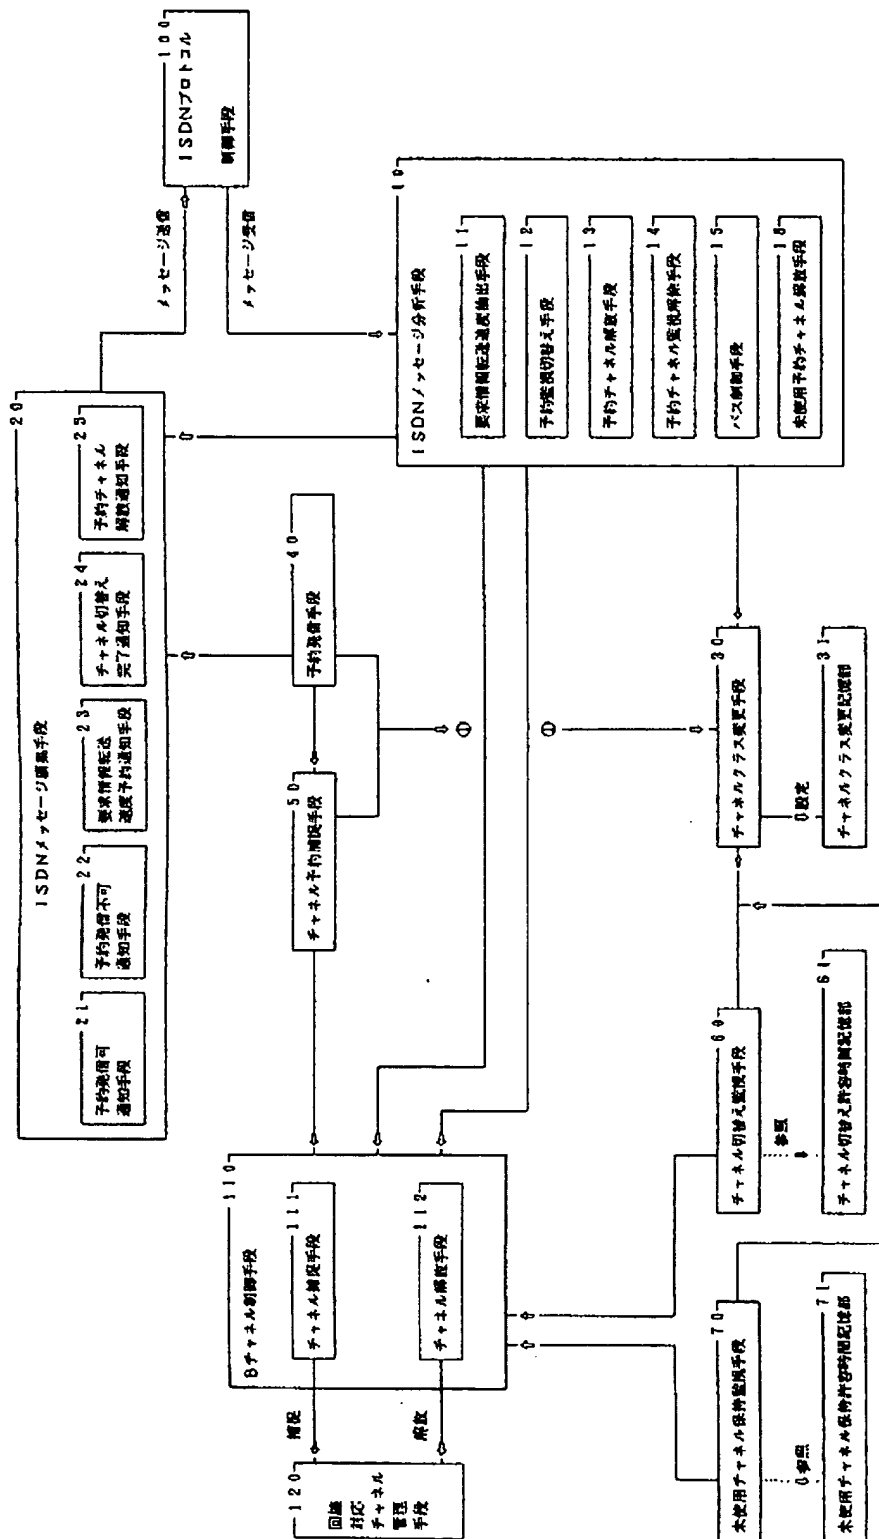 20
ISDNメッセージ編集手段
21
予約発信可
通知手段
22
予約発信不可
通知手段
23
要求情報転送
速度予約通知手段
24
チャネル切替え
完了通知手段
25
予約チャネル
解放通知手段
メッセージ送信
メッセージ受信
100
ISDNプロトコル
制御手段
40
予約発信手段
50
チャネル予約捕捉手段
①
①
10
ISDNメッセージ分析手段
11
要求情報転送速度抽出手段
12
予約監視切替え手段
13
予約チャネル解放手段
14
予約チャネル監視解除手段
15
パス制御手段
16
未使用予約チャネル解放手段
110
Bチャネル制御手段
111
チャネル捕捉手段
112
チャネル解放手段
捕捉
解放
120
回線
対応
チャネル
管理
手段
30
チャネルクラス変更手段
設定
31
チャネルクラス変更記憶部
60
チャネル切替え監視手段
参照
61
チャネル切替え許容時間記憶部
70
未使用チャネル保持監視手段
参照
71
未使用チャネル保持許容時間記憶部